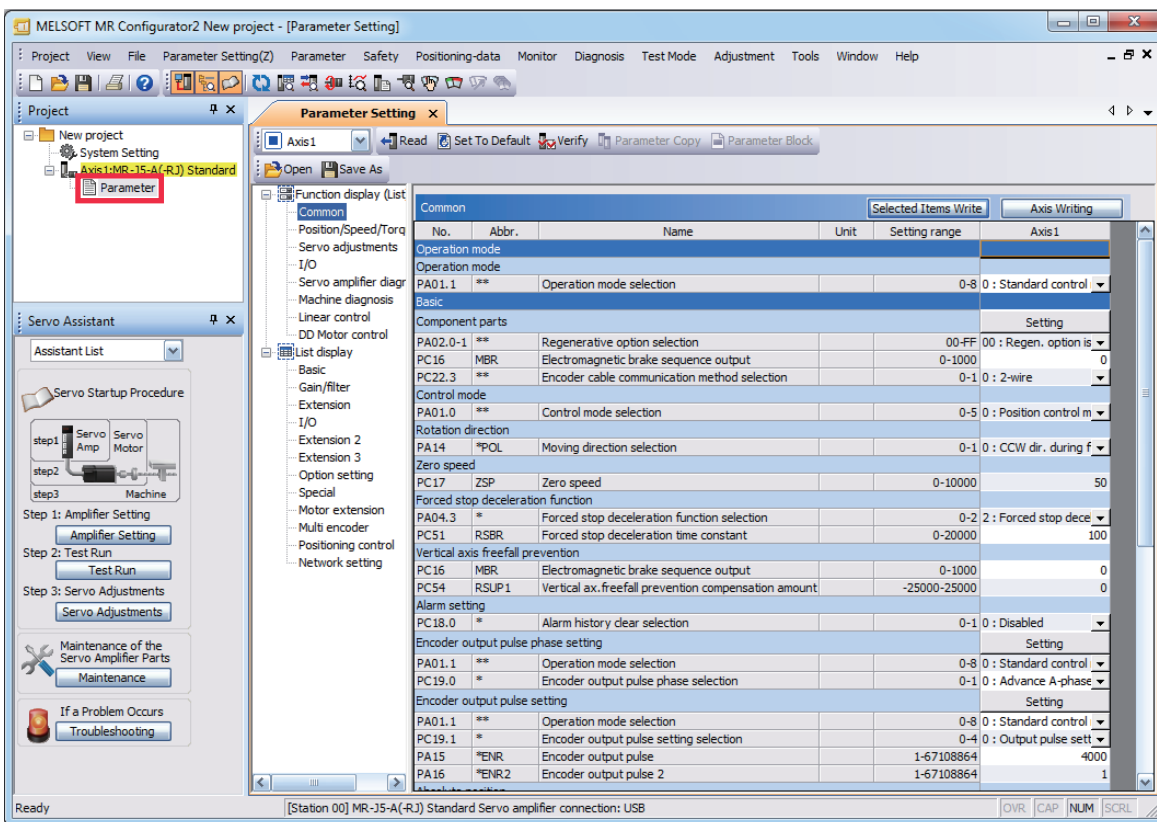 MELSOFT MR Configurator2 New project - [Parameter Setting]
Project View File Parameter Setting(Z) Parameter Safety Positioning-data Monitor Diagnosis Test Mode Adjustment Tools Window Help
Project
New project
System Setting
Axis1:MR-J5-A(-RJ) Standard
Parameter
Servo Assistant
Assistant List
Servo Startup Procedure
step1 Servo Amp Servo Motor
step2
step3 Machine
Step 1: Amplifier Setting
Amplifier Setting
Step 2: Test Run
Test Run
Step 3: Servo Adjustments
Servo Adjustments
Maintenance of the
Servo Amplifier Parts
Maintenance
If a Problem Occurs
Troubleshooting
Parameter Setting
Axis1 Read Set To Default Verify Parameter Copy Parameter Block
Open Save As
Function display (List
Common
Position/Speed/Torq
Servo adjustments
I/O
Servo amplifier diagr
Machine diagnosis
Linear control
DD Motor control
List display
Basic
Gain/filter
Extension
I/O
Extension 2
Extension 3
Option setting
Special
Motor extension
Multi encoder
Positioning control
Network setting
Common Selected Items Write Axis Writing
No. Abbr. Name Unit Setting range Axis1
Operation mode
Operation mode
PA01.1 ** Operation mode selection 0-8 0 : Standard control
Basic
Component parts Setting
PA02.0-1 ** Regenerative option selection 00-FF 00 : Regen. option is
PC16 MBR Electromagnetic brake sequence output 0-1000 0
PC22.3 ** Encoder cable communication method selection 0-1 0 : 2-wire
Control mode
PA01.0 ** Control mode selection 0-5 0 : Position control m
Rotation direction
PA14 *POL Moving direction selection 0-1 0 : CCW dir. during f
Zero speed
PC17 ZSP Zero speed 0-10000 50
Forced stop deceleration function
PA04.3 * Forced stop deceleration function selection 0-2 2 : Forced stop dece
PC51 RSBR Forced stop deceleration time constant 0-20000 100
Vertical axis freefall prevention
PC16 MBR Electromagnetic brake sequence output 0-1000 0
PC54 RSUP1 Vertical ax.freefall prevention compensation amount -25000-25000 0
Alarm setting
PC18.0 * Alarm history clear selection 0-1 0 : Disabled
Encoder output pulse phase setting Setting
PA01.1 ** Operation mode selection 0-8 0 : Standard control
PC19.0 * Encoder output pulse phase selection 0-1 0 : Advance A-phase
Encoder output pulse setting Setting
PA01.1 ** Operation mode selection 0-8 0 : Standard control
PC19.1 * Encoder output pulse setting selection 0-4 0 : Output pulse sett
PA15 *ENR Encoder output pulse 1-67108864 4000
PA16 *ENR2 Encoder output pulse 2 1-67108864 1
Ready [Station 00] MR-J5-A(-RJ) Standard Servo amplifier connection: USB OVR CAP NUM SCRL